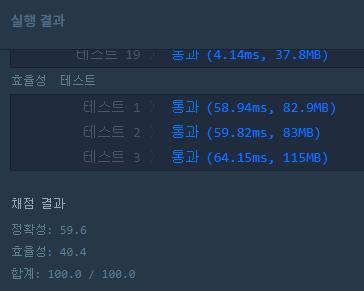 실행 결과
테스트 19 〉 통과 (4.14ms, 37.8MB)
효율성 테스트
테스트 1 〉 통과 (58.94ms, 82.9MB)
테스트 2 〉 통과 (59.82ms, 83MB)
테스트 3 〉 통과 (64.15ms, 115MB)
채점 결과
정확성: 59.6
효율성: 40.4
합계: 100.0 / 100.0